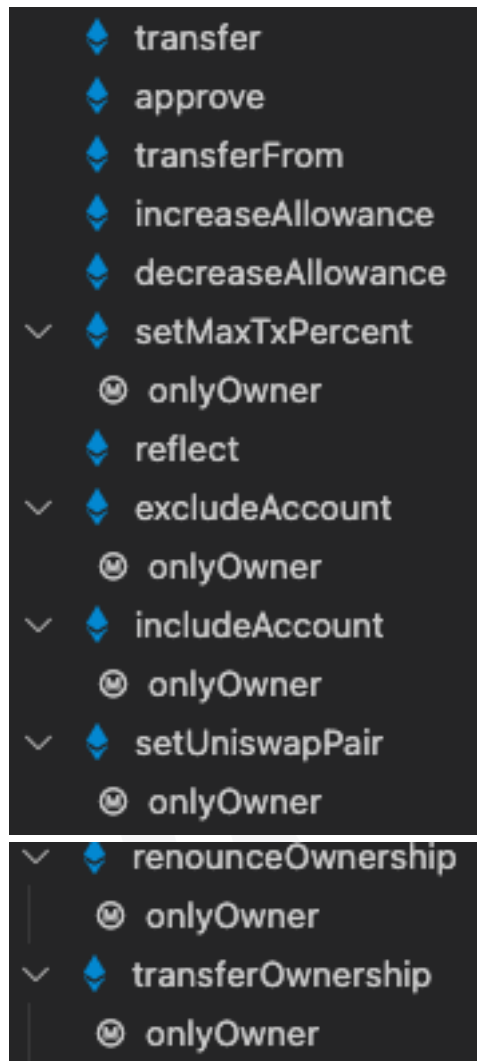 transfer
approve
transferFrom
increaseAllowance
decreaseAllowance
setMaxTxPercent
M onlyOwner
reflect
excludeAccount
M onlyOwner
includeAccount
M onlyOwner
setUniswapPair
M onlyOwner
renounceOwnership
M onlyOwner
transferOwnership
M onlyOwner